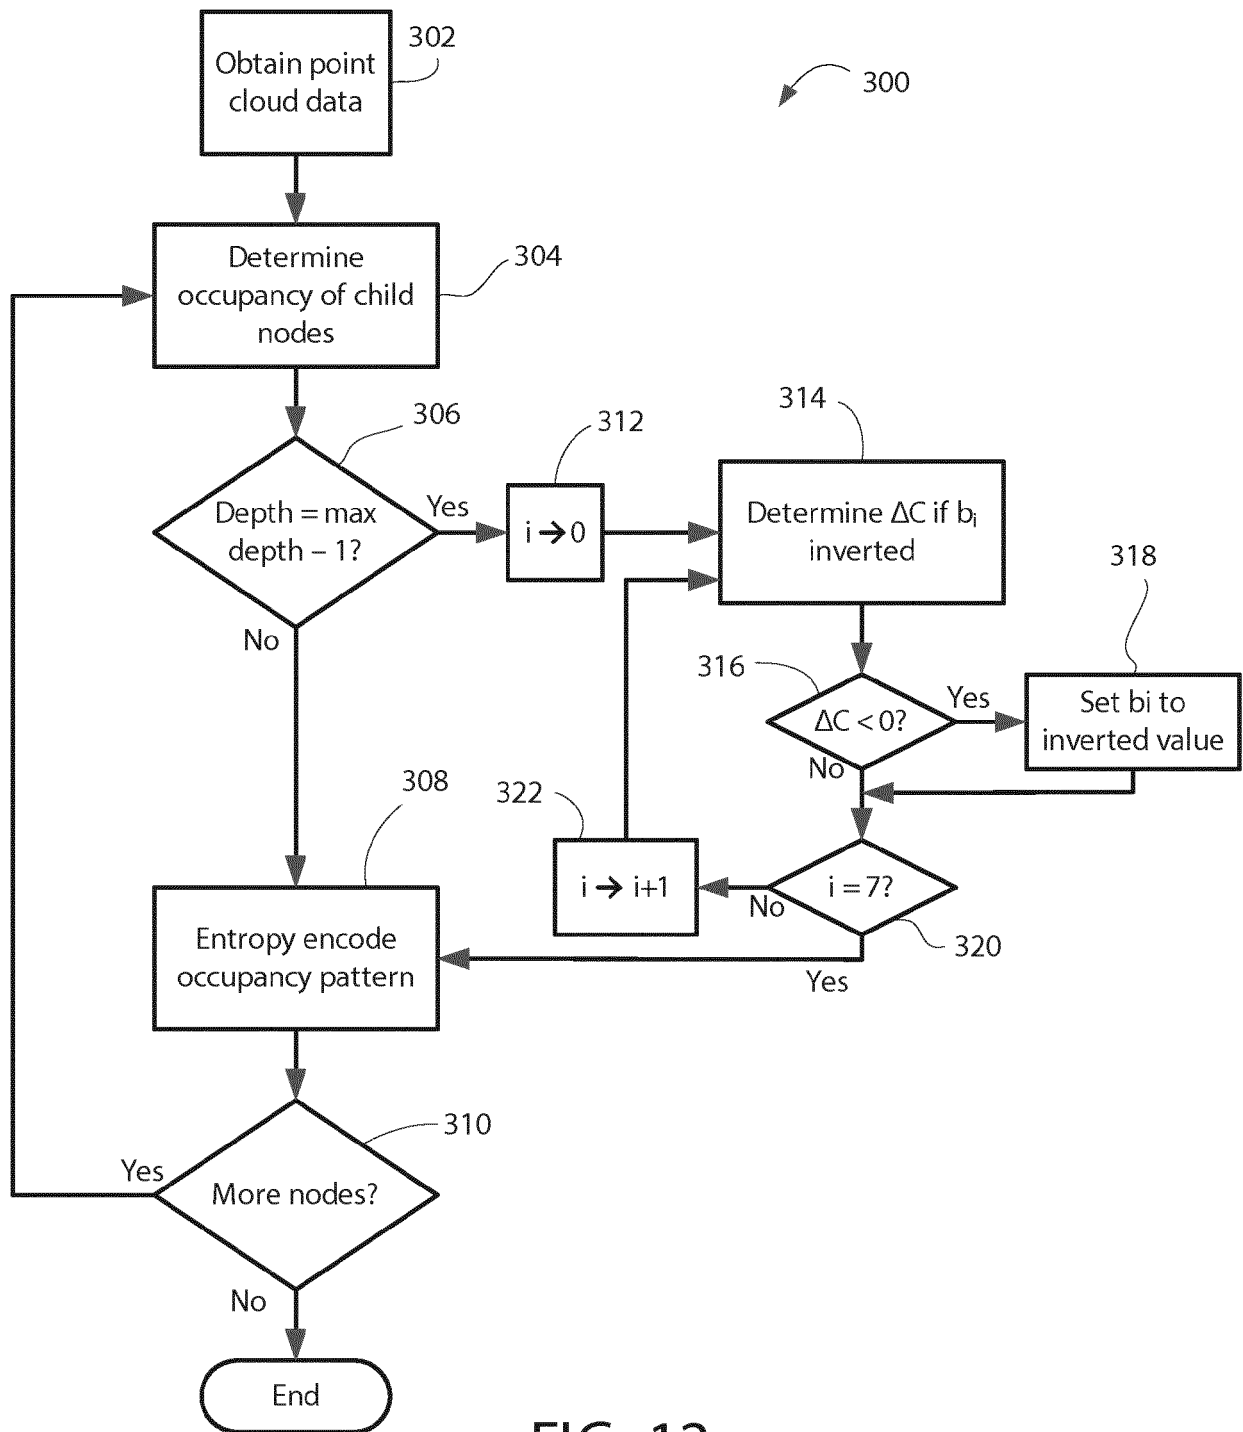 302
Obtain point
cloud data
300
Determine
occupancy of child
nodes
304
306
Depth = max
depth – 1?
Yes
No
312
i → 0
314
Determine ΔC if bi
inverted
316
ΔC < 0?
Yes
No
318
Set bi to
inverted value
322
i → i+1
i = 7?
No
Yes
320
308
Entropy encode
occupancy pattern
310
More nodes?
Yes
No
End